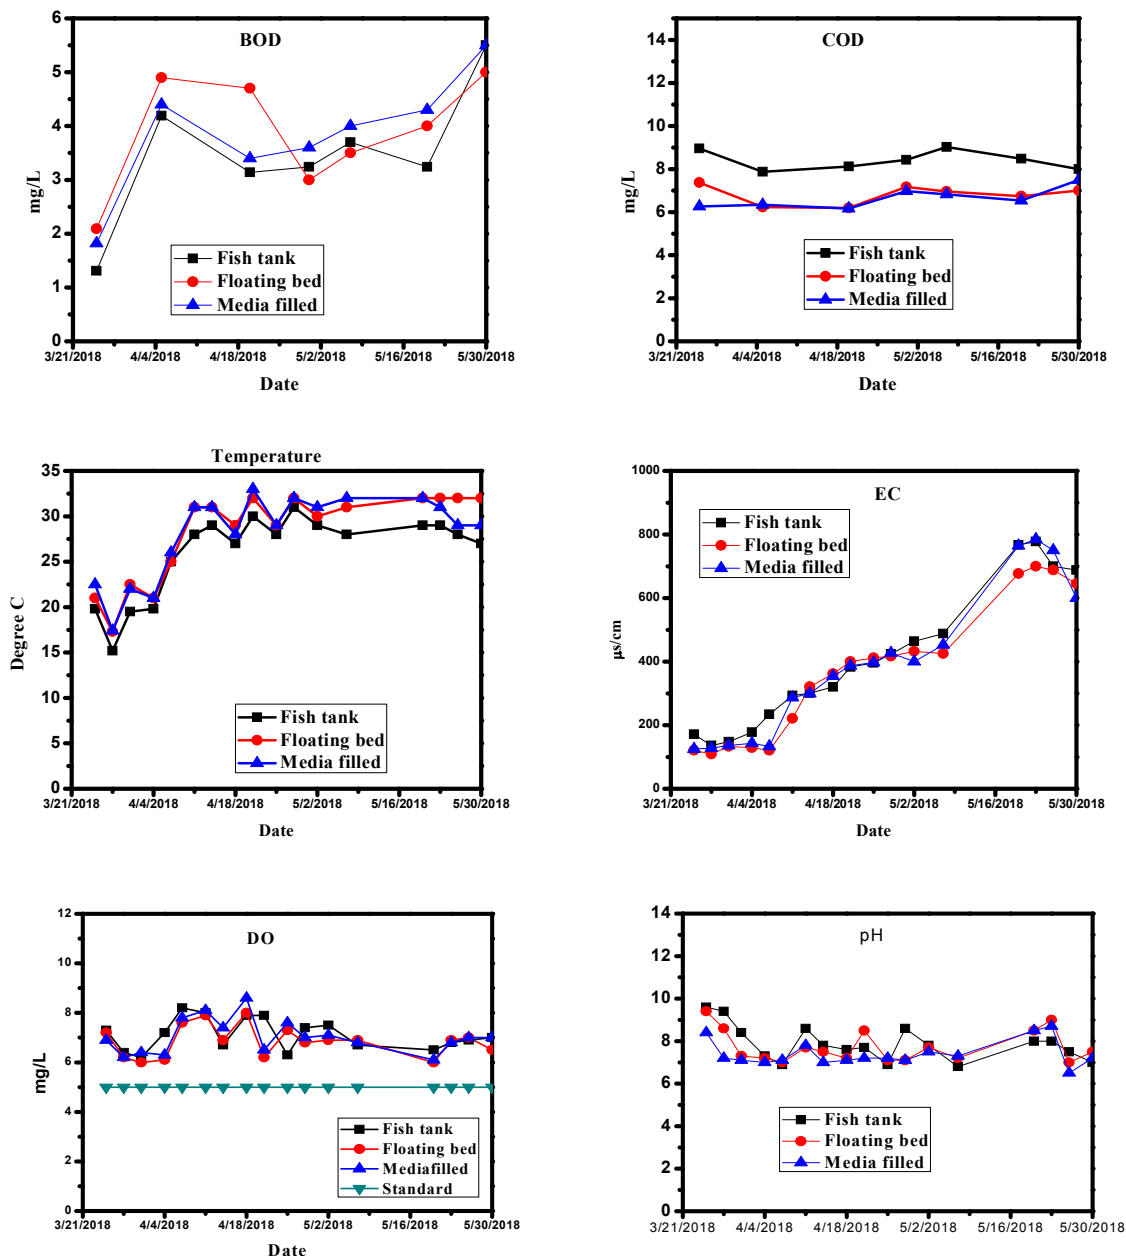 BOD
6
5
4
3
2
1
0
mg/L
Fish tank
Floating bed
Media filled
3/21/2018 4/4/2018 4/18/2018 5/2/2018 5/16/2018 5/30/2018
Date
COD
14
12
10
8
6
4
2
0
mg/L
Fish tank
Floating bed
Media filled
3/21/2018 4/4/2018 4/18/2018 5/2/2018 5/16/2018 5/30/2018
Date
Temperature
35
30
25
20
15
10
5
0
Degree C
Fish tank
Floating bed
Media filled
3/21/2018 4/4/2018 4/18/2018 5/2/2018 5/16/2018 5/30/2018
Date
EC
1000
800
600
400
200
0
µs/cm
Fish tank
Floating bed
Media filled
3/21/2018 4/4/2018 4/18/2018 5/2/2018 5/16/2018 5/30/2018
Date
DO
12
10
8
6
4
2
0
mg/L
Fish tank
Floating bed
Mediafilled
Standard
3/21/2018 4/4/2018 4/18/2018 5/2/2018 5/16/2018 5/30/2018
Date
pH
14
12
10
8
6
4
2
0
Fish tank
Floating bed
Media filled
3/21/2018 4/4/2018 4/18/2018 5/2/2018 5/16/2018 5/30/2018